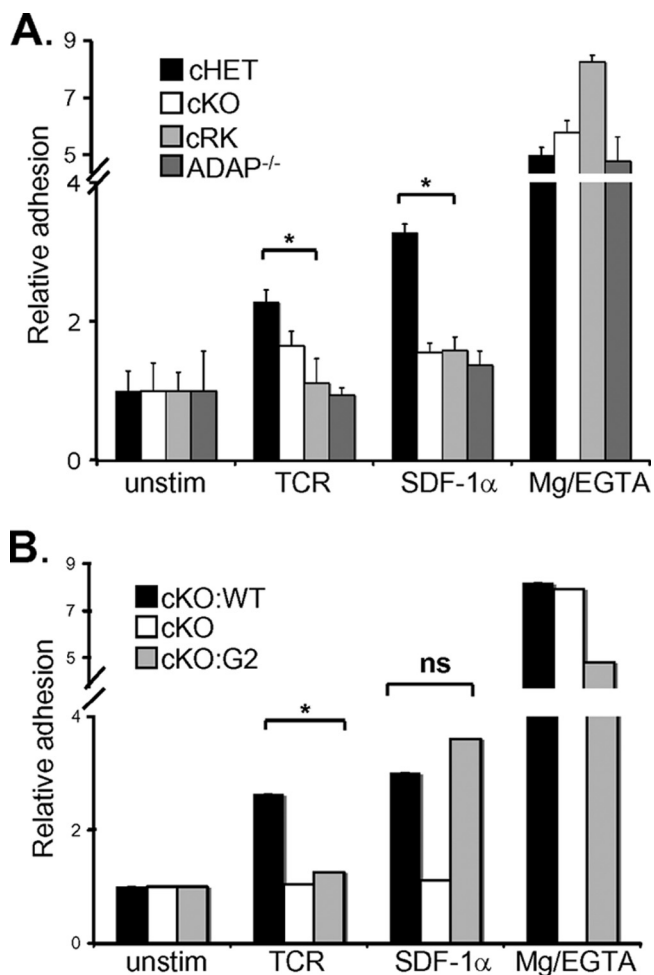 A.
Relative adhesion
9
7
5
4
2
0
cHET
cKO
cRK
ADAP-/-
*
*
unstim TCR SDF-1α Mg/EGTA
B.
Relative adhesion
9
7
5
4
2
0
cKO:WT
cKO
cKO:G2
*
ns
unstim TCR SDF-1α Mg/EGTA